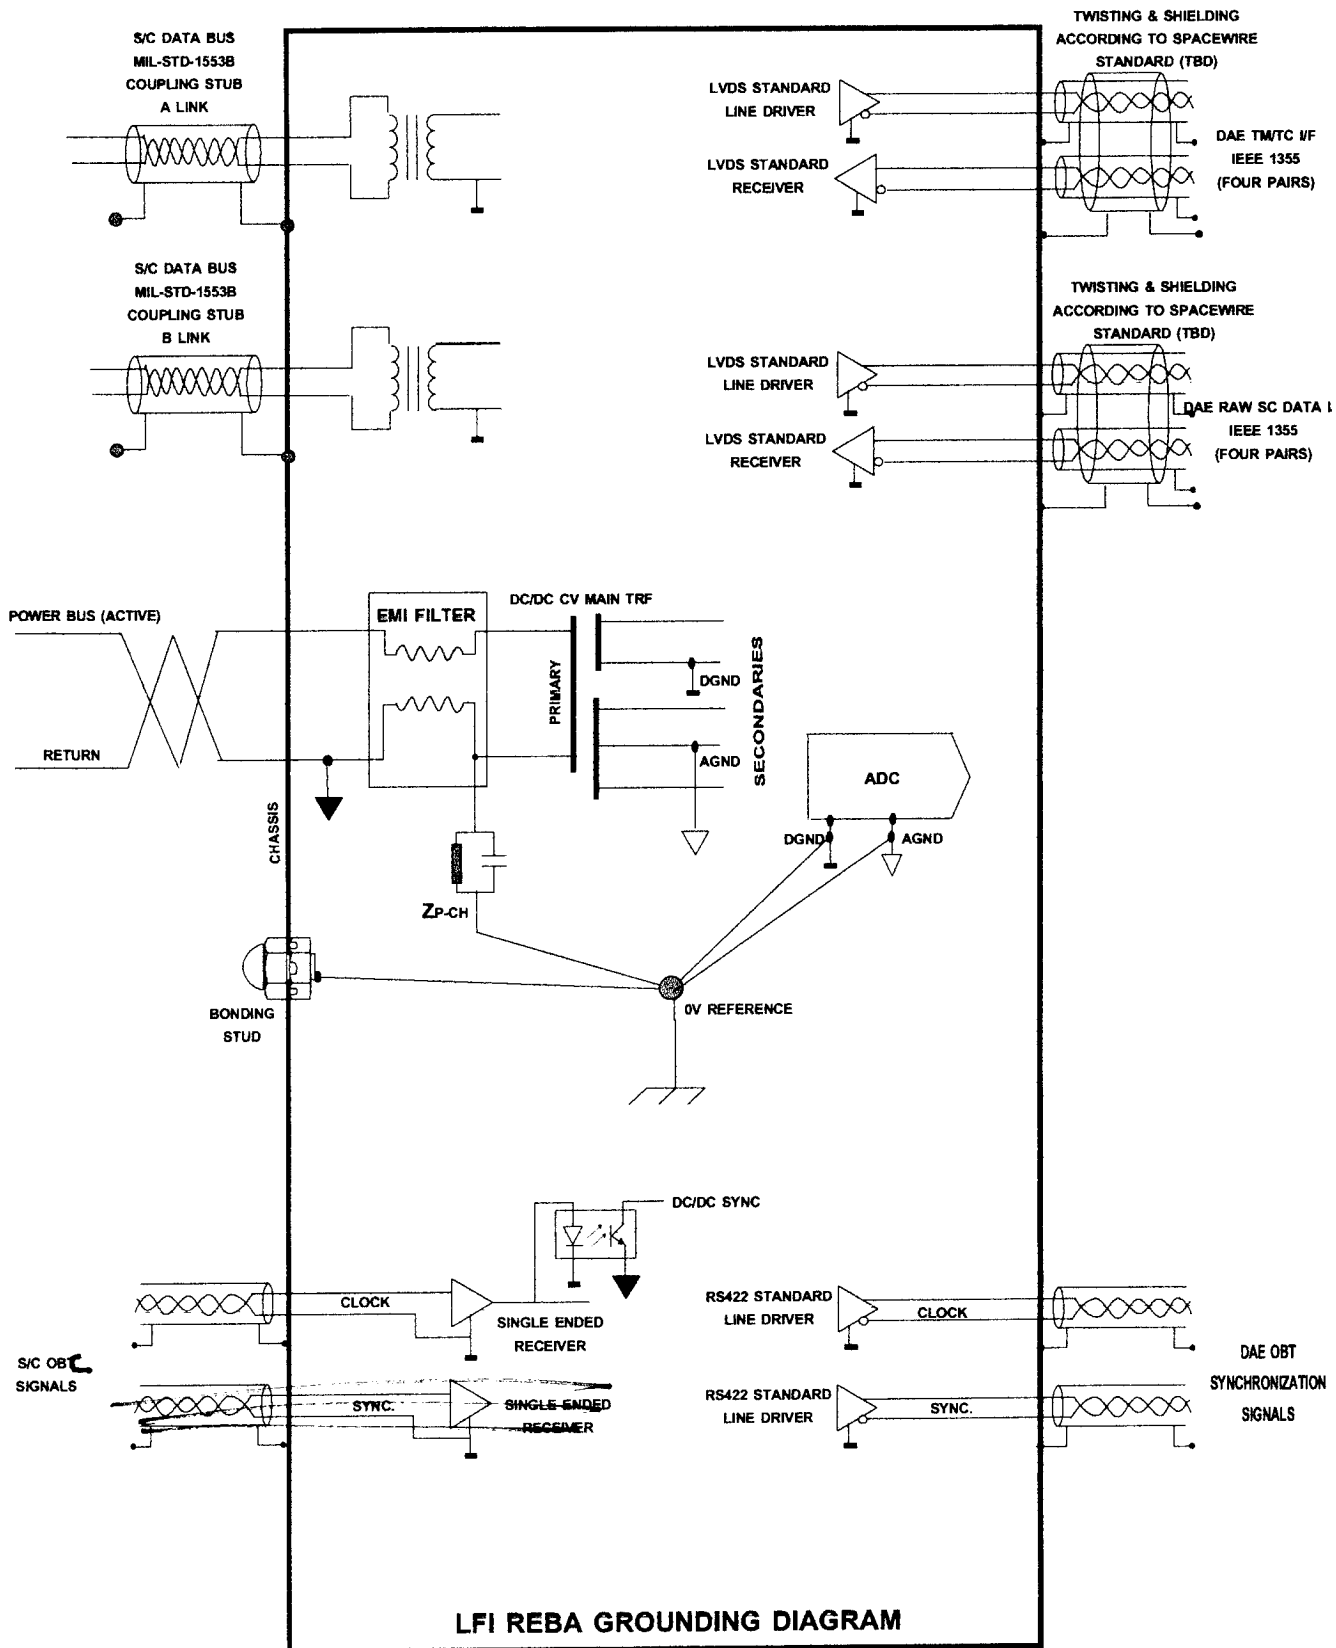 S/C DATA BUS
MIL-STD-1553B
COUPLING STUB
A LINK
TWISTING & SHIELDING
ACCORDING TO SPACEWIRE
STANDARD (TBD)
LVDS STANDARD
LINE DRIVER
LVDS STANDARD
RECEIVER
DAE TM/TC I/F
IEEE 1355
(FOUR PAIRS)
S/C DATA BUS
MIL-STD-1553B
COUPLING STUB
B LINK
TWISTING & SHIELDING
ACCORDING TO SPACEWIRE
STANDARD (TBD)
LVDS STANDARD
LINE DRIVER
LVDS STANDARD
RECEIVER
DAE RAW SC DATA
IEEE 1355
(FOUR PAIRS)
POWER BUS (ACTIVE)
RETURN
EMI FILTER
DC/DC CV MAIN TRF
PRIMARY
DGND
AGND
SECONDARIES
ADC
DGND
AGND
CHASSIS
ZP-CH
BONDING
STUD
0V REFERENCE
DC/DC SYNC
CLOCK
SINGLE ENDED
RECEIVER
RS422 STANDARD
LINE DRIVER
CLOCK
S/C OBT
SIGNALS
SYNC.
SINGLE ENDED
RECEIVER
RS422 STANDARD
LINE DRIVER
SYNC.
DAE OBT
SYNCHRONIZATION
SIGNALS
LFI REBA GROUNDING DIAGRAM